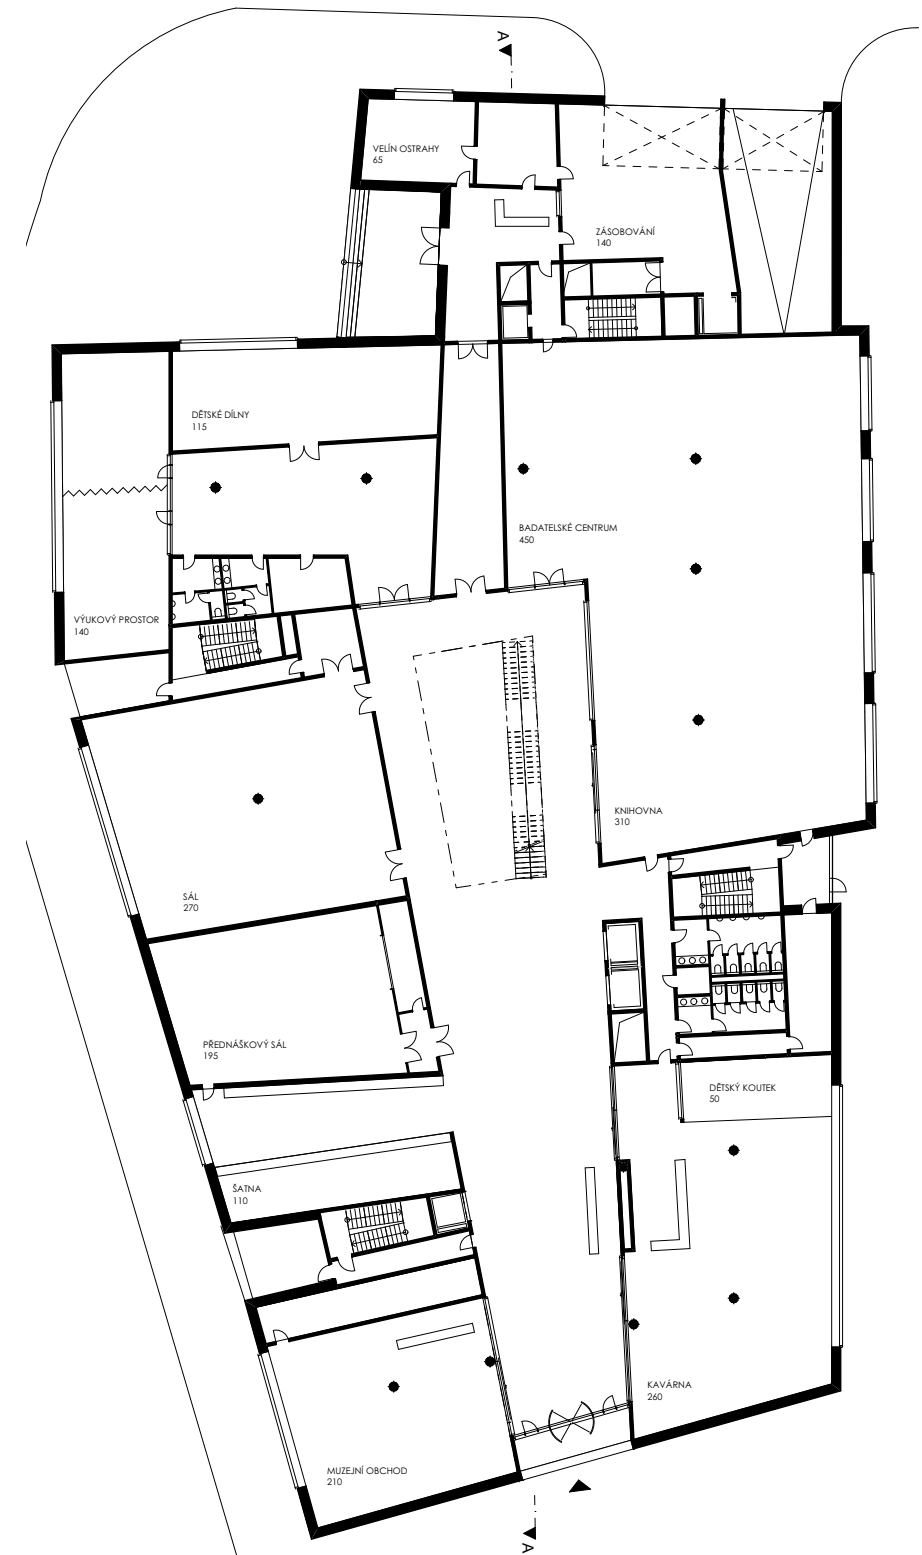 A
VELÍN OSTRAHY
65
ZÁSOBOVÁNÍ
140
DĚTSKÉ DÍLNY
115
BADATELSKÉ CENTRUM
450
VÝUKOVÝ PROSTOR
140
KNIHOVNA
310
SÁL
270
PŘEDNÁŠKOVÝ SÁL
195
DĚTSKÝ KOUTEK
50
ŠATNA
110
KAVÁRNA
260
MUZEJNÍ OBCHOD
210
A